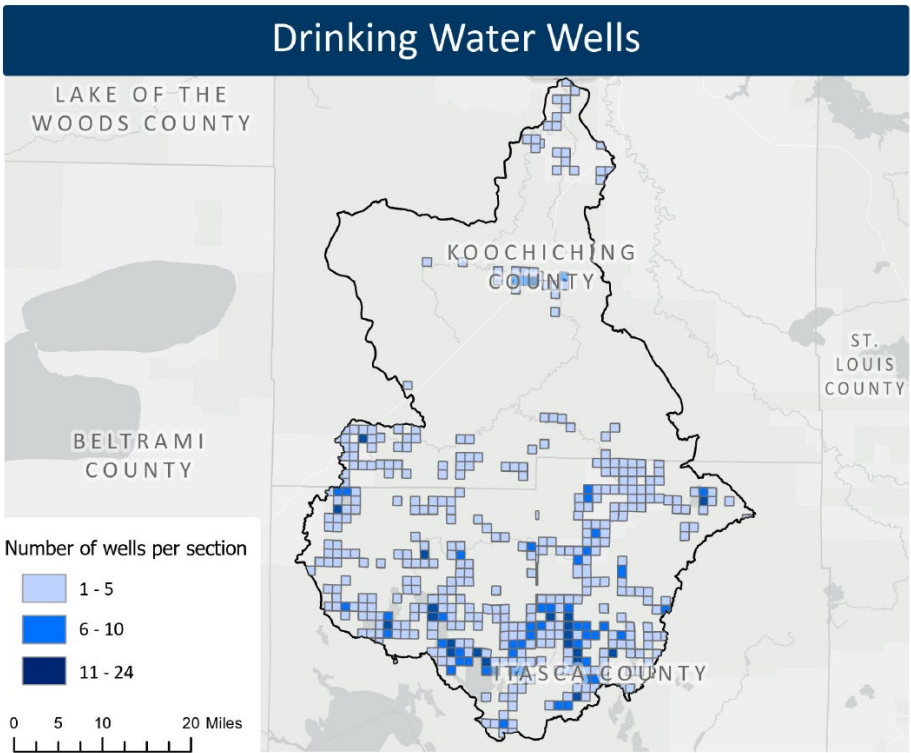 Drinking Water Wells
LAKE OF THE
WOODS COUNTY
KOOCHICHING
COUNTY
ST.
LOUIS
COUNTY
BELTRAMI
COUNTY
Number of wells per section
1 - 5
6 - 10
11 - 24
ITASCA COUNTY
0 5 10 20 Miles